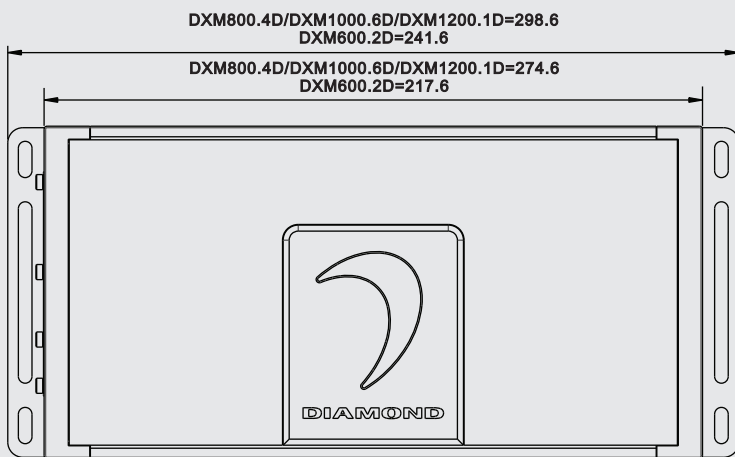 DXM800.4D/DXM1000.6D/DXM1200.1D=298.6
DXM600.2D=241.6
DXM800.4D/DXM1000.6D/DXM1200.1D=274.6
DXM600.2D=217.6
DIAMOND